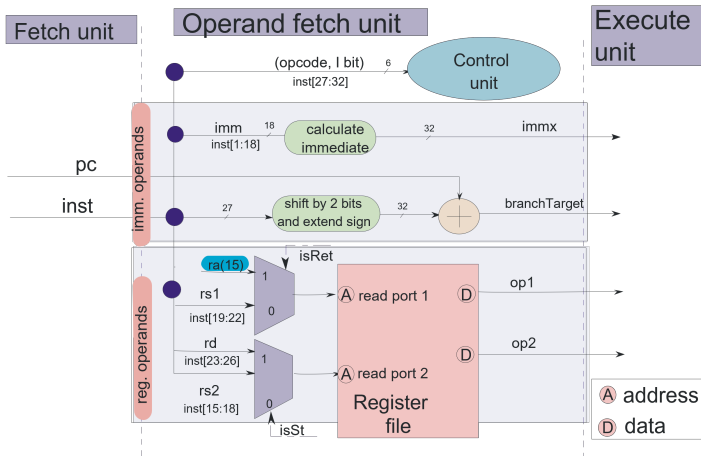 Fetch unit
Operand fetch unit
Execute
unit
(opcode, I bit)
6
inst[27:32]
Control
unit
imm. operands
imm
18
inst[1:18]
calculate
immediate
32
immx
pc
inst
27
shift by 2 bits
and extend sign
32
branchTarget
reg. operands
ra(15)
isRet
1
rs1
0
inst[19:22]
A
read port 1
D
op1
rd
inst[23:26]
1
A
read port 2
D
op2
rs2
inst[15:18]
0
isSt
Register
file
A
address
D
data